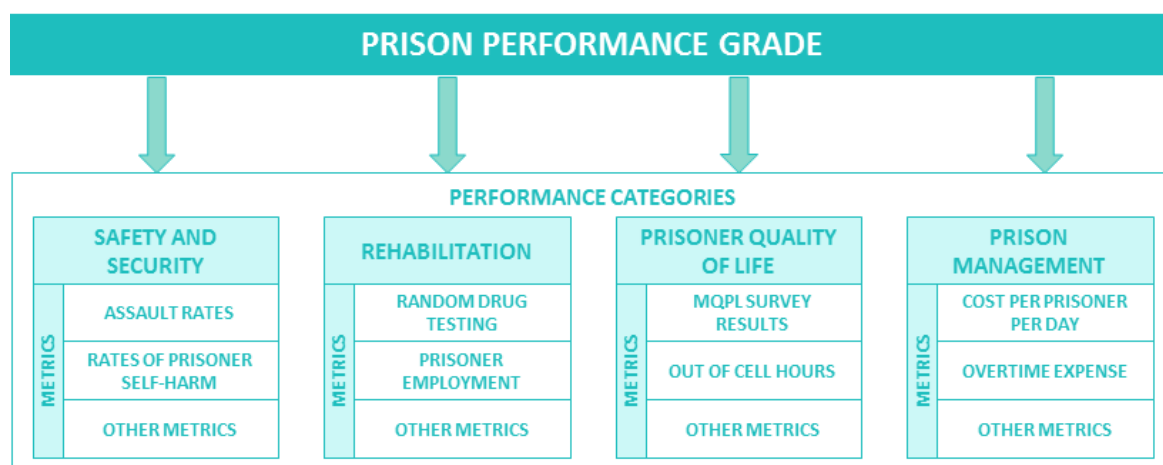 PRISON PERFORMANCE GRADE
PERFORMANCE CATEGORIES
SAFETY AND
SECURITY
METRICS
ASSAULT RATES
RATES OF PRISONER
SELF-HARM
OTHER METRICS
REHABILITATION
METRICS
RANDOM DRUG
TESTING
PRISONER
EMPLOYMENT
OTHER METRICS
PRISONER QUALITY
OF LIFE
METRICS
MQPL SURVEY
RESULTS
OUT OF CELL HOURS
OTHER METRICS
PRISON
MANAGEMENT
METRICS
COST PER PRISONER
PER DAY
OVERTIME EXPENSE
OTHER METRICS